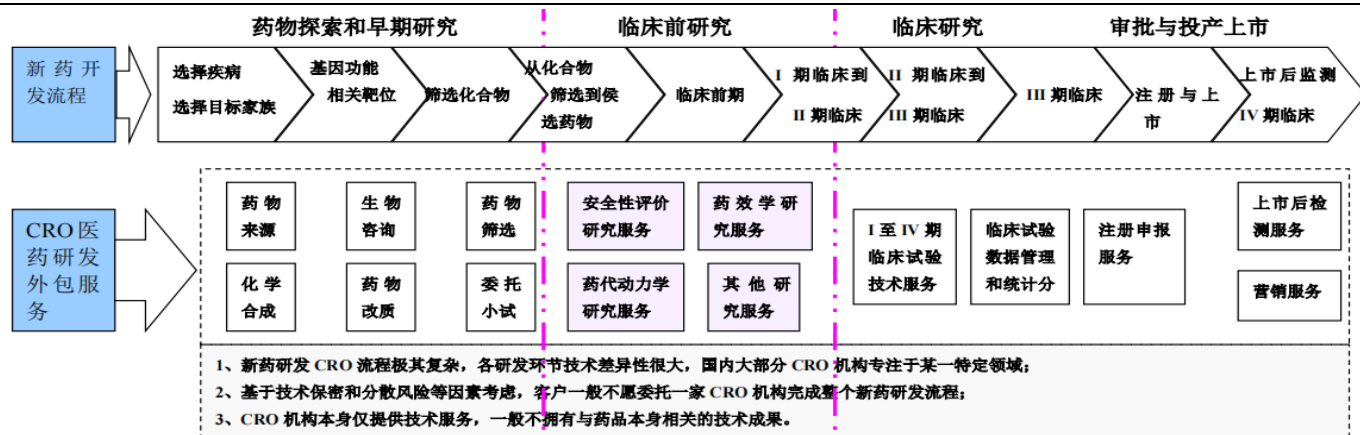 药物探索和早期研究
临床前研究
临床研究
审批与投产上市
新药开
发流程
选择疾病
选择目标家族
基因功能
相关靶位
筛选化合物
从化合物
筛选到侯
选药物
临床前期
I 期临床到
II 期临床
II 期临床到
III 期临床
III 期临床
注册与上
市
上市后监测
IV 期临床
CRO 医
药研发
外包服
务
药物
来源
生物
咨询
药物
筛选
化学
合成
药物
改质
委托
小试
安全性评价
研究服务
药效学研
究服务
药代动力学
研究服务
其他研
究服务
I 至 IV 期
临床试验
技术服务
临床试验
数据管理
和统计分
注册申报
服务
上市后检
测服务
营销服务
1、新药研发 CRO 流程极其复杂，各研发环节技术差异性很大，国内大部分 CRO 机构专注于某一特定领域；
2、基于技术保密和分散风险等因素考虑，客户一般不愿委托一家 CRO 机构完成整个新药研发流程；
3、CRO 机构本身仅提供技术服务，一般不拥有与药品本身相关的技术成果。